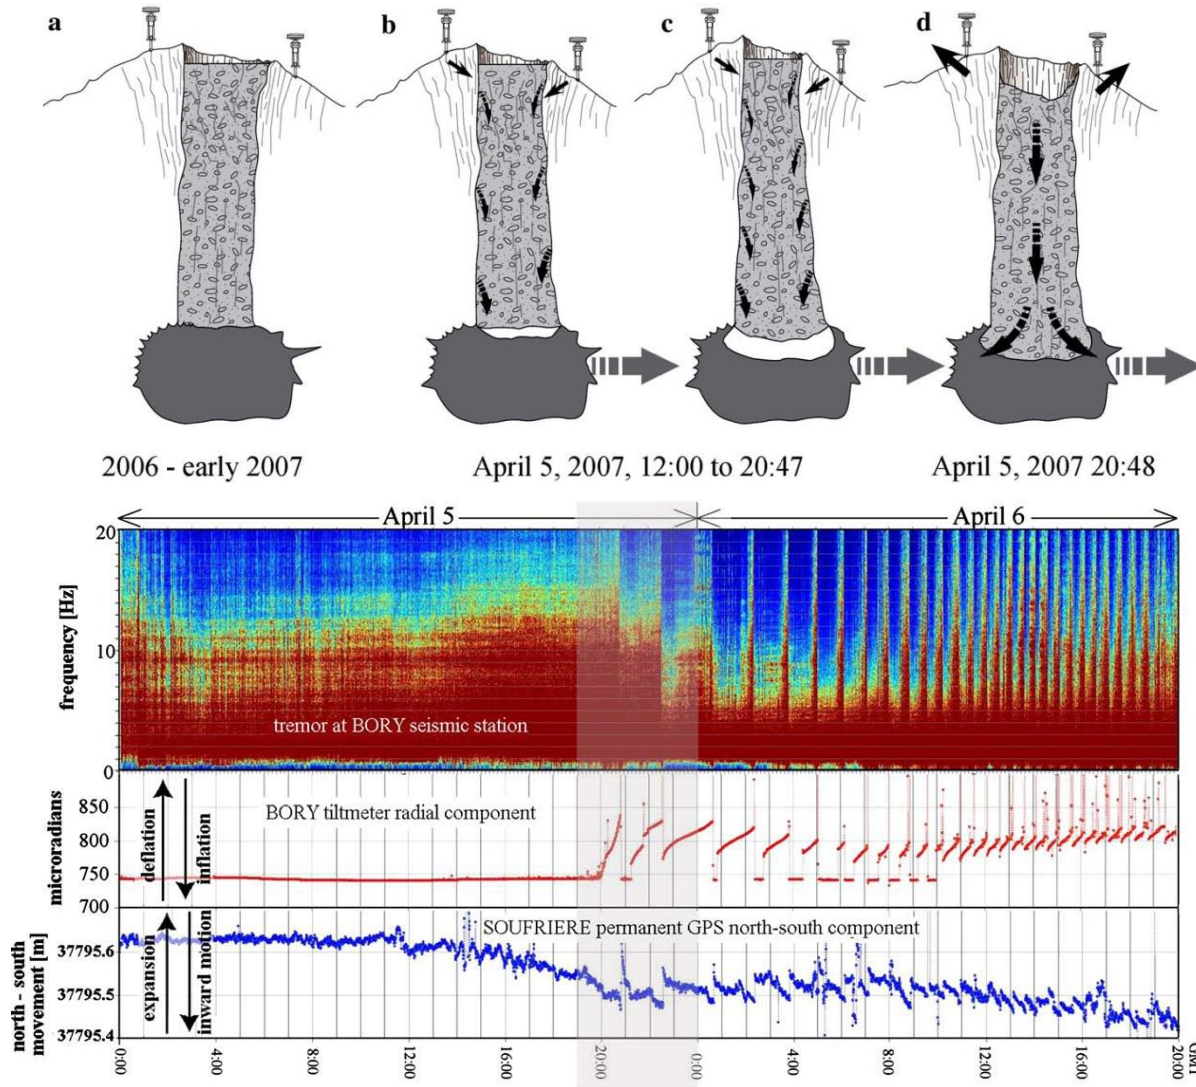 a b c d
2006 - early 2007 April 5, 2007, 12:00 to 20:47 April 5, 2007 20:48
April 5 April 6
frequency [Hz]
20
10
0
tremor at BORY seismic station
microradians
850
800
750
700
deflation
inflation
BORY tiltmeter radial component
north - south
movement [m]
37795.6
37795.5
37795.4
expansion
inward motion
SOUFRIERE permanent GPS north-south component
0:00 4:00 8:00 12:00 16:00 20:00 0:00 4:00 8:00 12:00 16:00 20:00
GMT